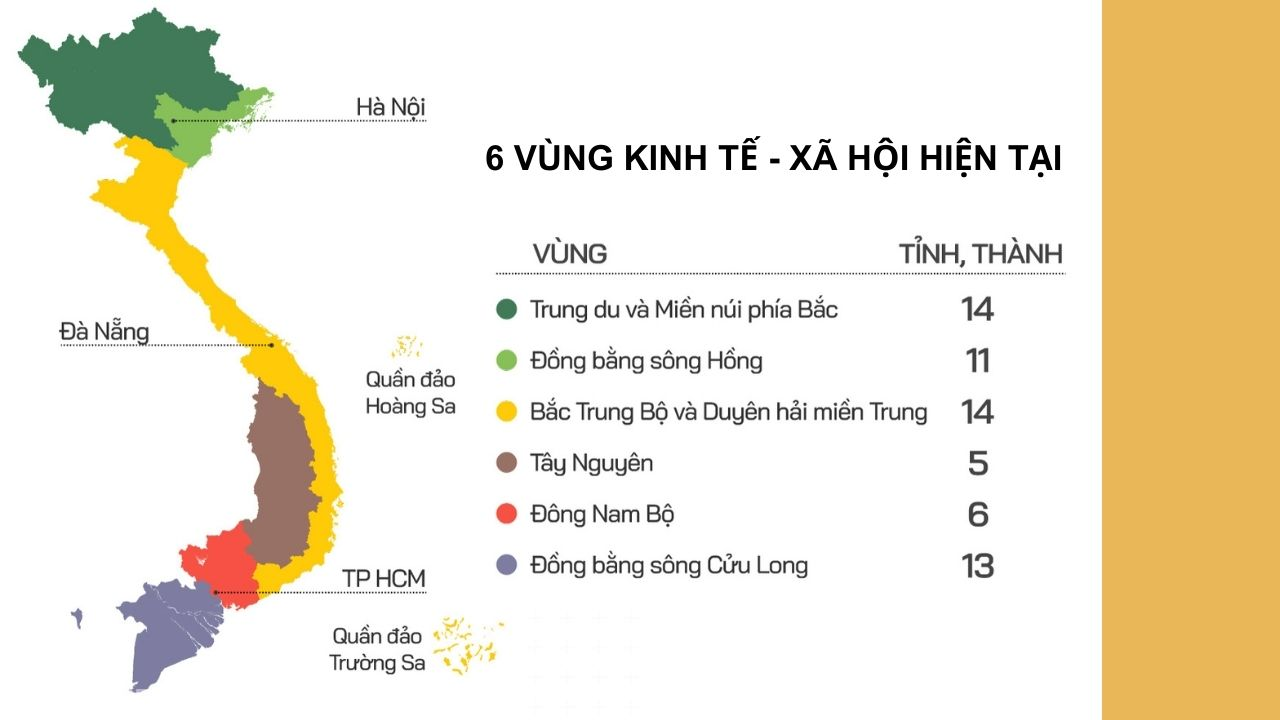 Hà Nội
6 VÙNG KINH TẾ - XÃ HỘI HIỆN TẠI
VÙNG TỈNH, THÀNH
Trung du và Miền núi phía Bắc 14
Đồng bằng sông Hồng 11
Bắc Trung Bộ và Duyên hải miền Trung 14
Tây Nguyên 5
Đông Nam Bộ 6
Đồng bằng sông Cửu Long 13
Đà Nẵng
Quần đảo
Hoàng Sa
TP HCM
Quần đảo
Trường Sa